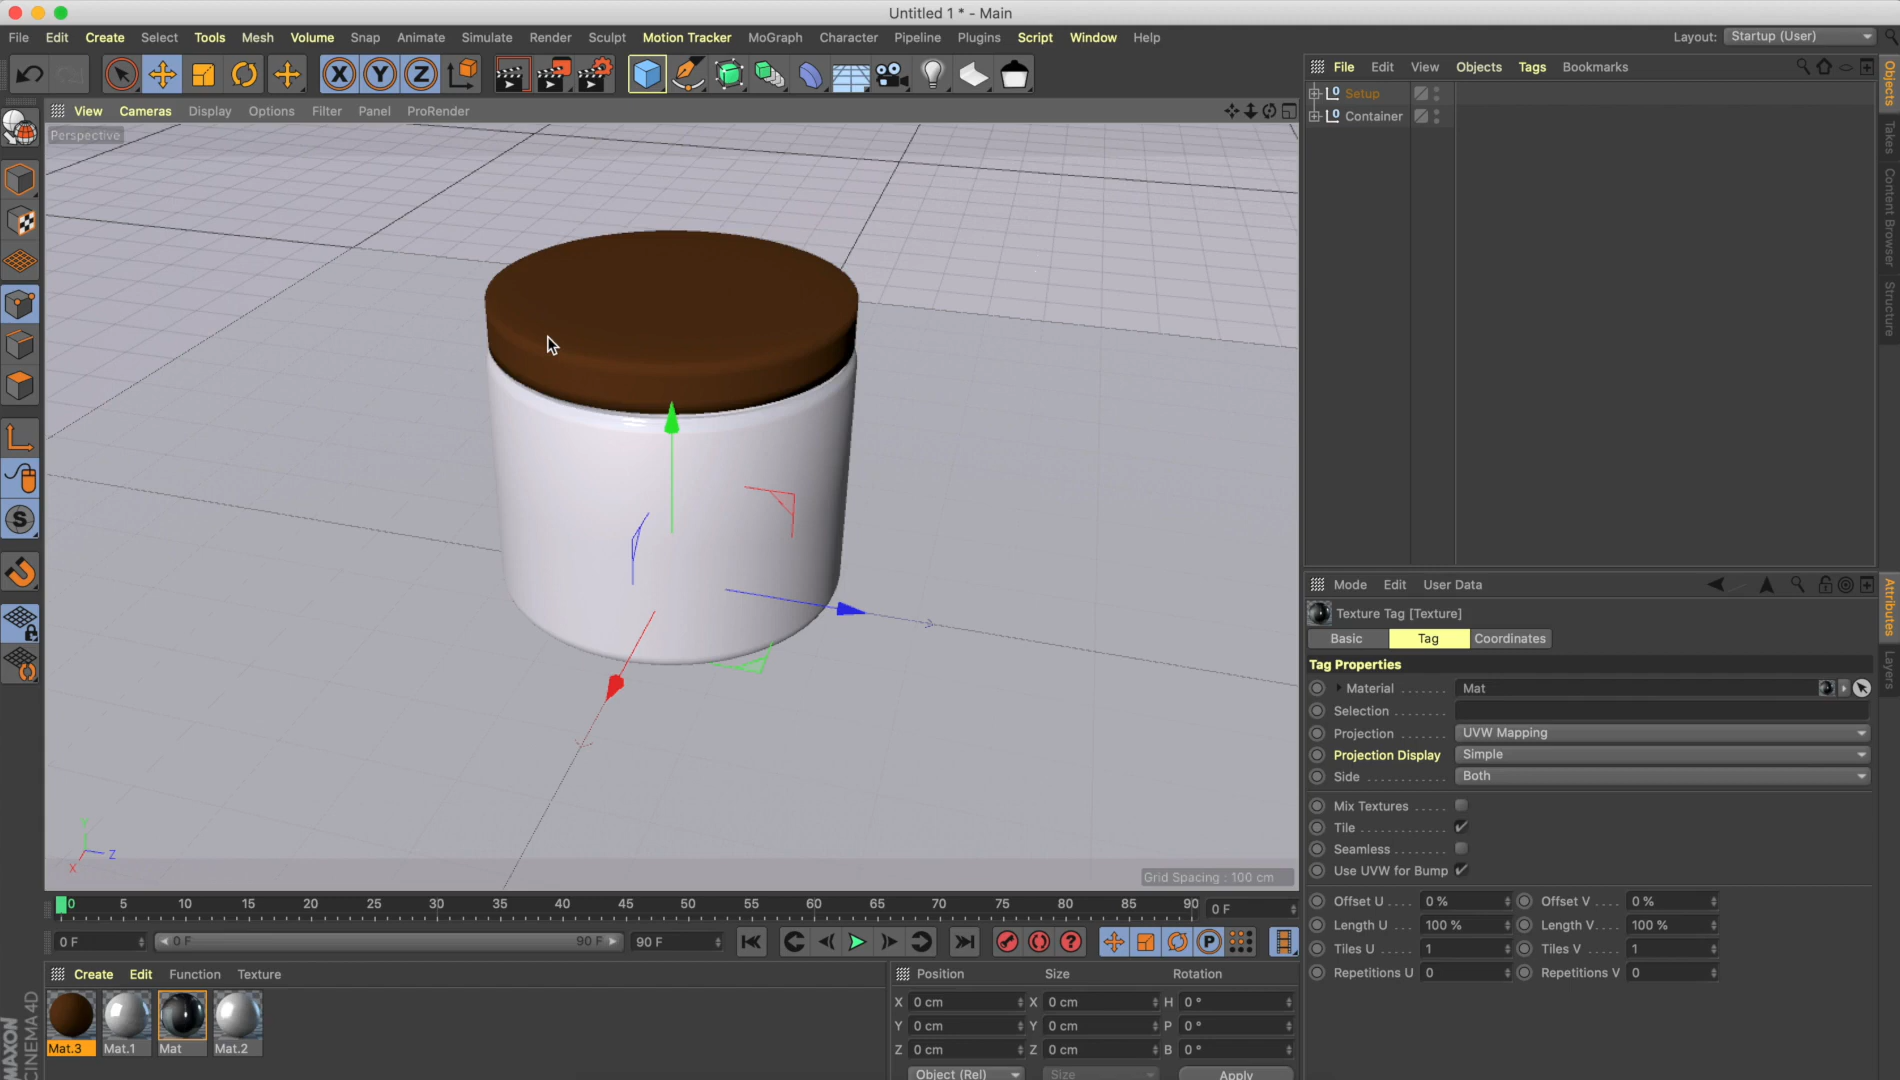 Untitled 1 * - Main
File Edit Create Select Tools Mesh Volume Snap Animate Simulate Render Sculpt Motion Tracker MoGraph Character Pipeline Plugins Script Window Help Layout: Startup (User)
X Y Z
File Edit View Objects Tags Bookmarks
Setup
Container
View Cameras Display Options Filter Panel ProRender
Perspective
Objects
Takes
Content Browser
Structure
S
Y
Z
X
Grid Spacing : 100 cm
Mode Edit User Data
Texture Tag [Texture]
Basic Tag Coordinates
Tag Properties
Material ....... Mat
Selection ........
Projection ....... UVW Mapping
Projection Display Simple
Side ........... Both
Mix Textures .....
Tile ............
Seamless ........
Use UVW for Bump
Offset U .... 0 % Offset V .... 0 %
Length U ... 100 % Length V.... 100 %
Tiles U ..... 1 Tiles V ..... 1
Repetitions U 0 Repetitions V 0
Attributes
Layers
0 5 10 15 20 25 30 35 40 45 50 55 60 65 70 75 80 85 90 0 F
0 F 0 F 90 F 90 F ? P
Create Edit Function Texture
Mat.3 Mat.1 Mat Mat.2
Position Size Rotation
X 0 cm X 0 cm H 0 °
Y 0 cm Y 0 cm P 0 °
Z 0 cm Z 0 cm B 0 °
Object (Rel) Size Apply
MAXON
CINEMA 4D